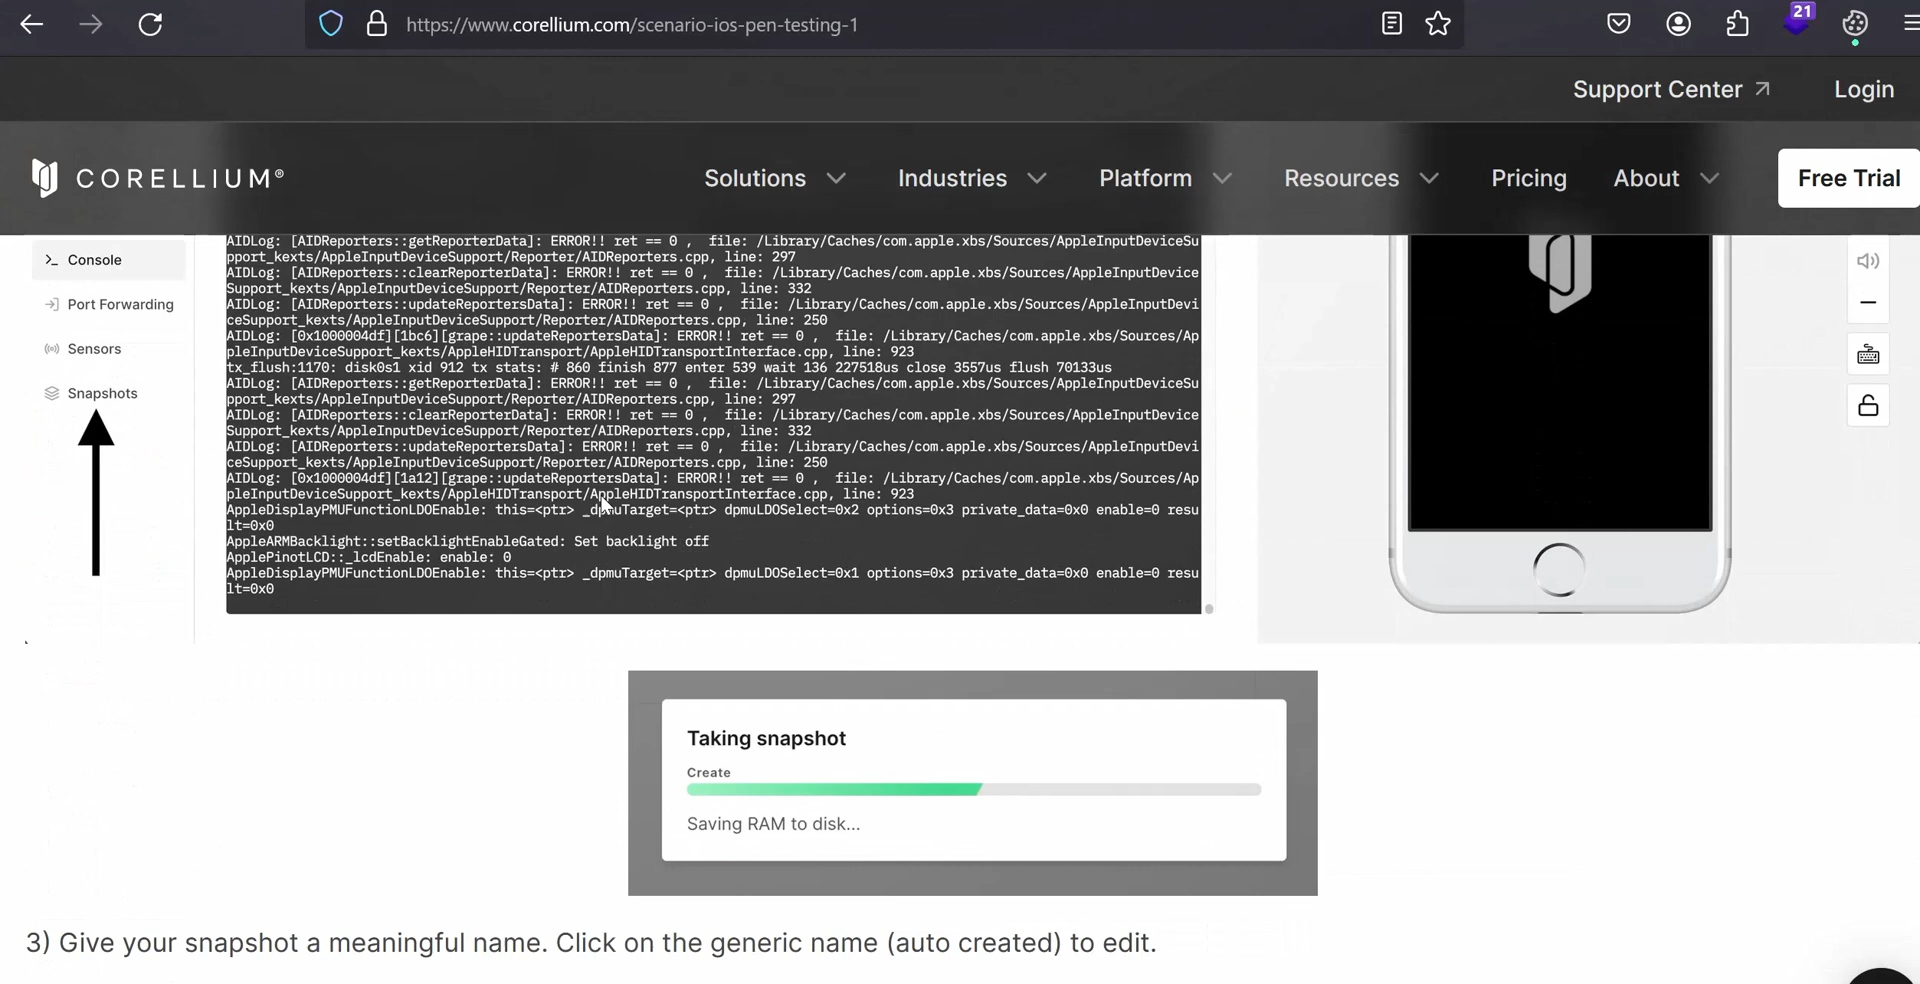 21
https://www.corellium.com/scenario-ios-pen-testing-1
Support Center
Login
CORELLIUM®
Solutions
Industries
Platform
Resources
Pricing
About
Free Trial
Console
Port Forwarding
Sensors
Snapshots
AIDLog: [AIDReporters::getReporterData]: ERROR!! ret == 0 ,  file: /Library/Caches/com.apple.xbs/Sources/AppleInputDeviceSu
pport_kexts/AppleInputDeviceSupport/Reporter/AIDReporters.cpp, line: 297
AIDLog: [AIDReporters::clearReporterData]: ERROR!! ret == 0 ,  file: /Library/Caches/com.apple.xbs/Sources/AppleInputDevice
Support_kexts/AppleInputDeviceSupport/Reporter/AIDReporters.cpp, line: 332
AIDLog: [AIDReporters::updateReportersData]: ERROR!! ret == 0 ,  file: /Library/Caches/com.apple.xbs/Sources/AppleInputDevi
ceSupport_kexts/AppleInputDeviceSupport/Reporter/AIDReporters.cpp, line: 250
AIDLog: [0x1000004df][1bc6][grape::updateReportersData]: ERROR!! ret == 0 ,  file: /Library/Caches/com.apple.xbs/Sources/Ap
pleInputDeviceSupport_kexts/AppleHIDTransport/AppleHIDTransportInterface.cpp, line: 923
tx_flush:1170: disk0s1 xid 912 tx stats: # 860 finish 877 enter 539 wait 136 227518us close 3557us flush 70133us
AIDLog: [AIDReporters::getReporterData]: ERROR!! ret == 0 ,  file: /Library/Caches/com.apple.xbs/Sources/AppleInputDeviceSu
pport_kexts/AppleInputDeviceSupport/Reporter/AIDReporters.cpp, line: 297
AIDLog: [AIDReporters::clearReporterData]: ERROR!! ret == 0 ,  file: /Library/Caches/com.apple.xbs/Sources/AppleInputDevice
Support_kexts/AppleInputDeviceSupport/Reporter/AIDReporters.cpp, line: 332
AIDLog: [AIDReporters::updateReportersData]: ERROR!! ret == 0 ,  file: /Library/Caches/com.apple.xbs/Sources/AppleInputDevi
ceSupport_kexts/AppleInputDeviceSupport/Reporter/AIDReporters.cpp, line: 250
AIDLog: [0x1000004df][1a12][grape::updateReportersData]: ERROR!! ret == 0 ,  file: /Library/Caches/com.apple.xbs/Sources/Ap
pleInputDeviceSupport_kexts/AppleHIDTransport/AppleHIDTransportInterface.cpp, line: 923
AppleDisplayPMUFunctionLDOEnable: this=<ptr> _dpmuTarget=<ptr> dpmuLDOSelect=0x2 options=0x3 private_data=0x0 enable=0 resu
lt=0x0
AppleARMBacklight::setBacklightEnableGated: Set backlight off
ApplePinotLCD::_lcdEnable: enable: 0
AppleDisplayPMUFunctionLDOEnable: this=<ptr> _dpmuTarget=<ptr> dpmuLDOSelect=0x1 options=0x3 private_data=0x0 enable=0 resu
lt=0x0
Taking snapshot
Create
Saving RAM to disk...
3) Give your snapshot a meaningful name. Click on the generic name (auto created) to edit.